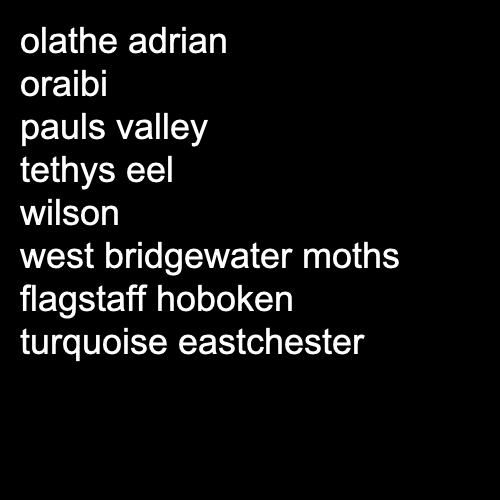 olathe adrian
oraibi
pauls valley
tethys eel
wilson
west bridgewater moths
flagstaff hoboken
turquoise eastchester